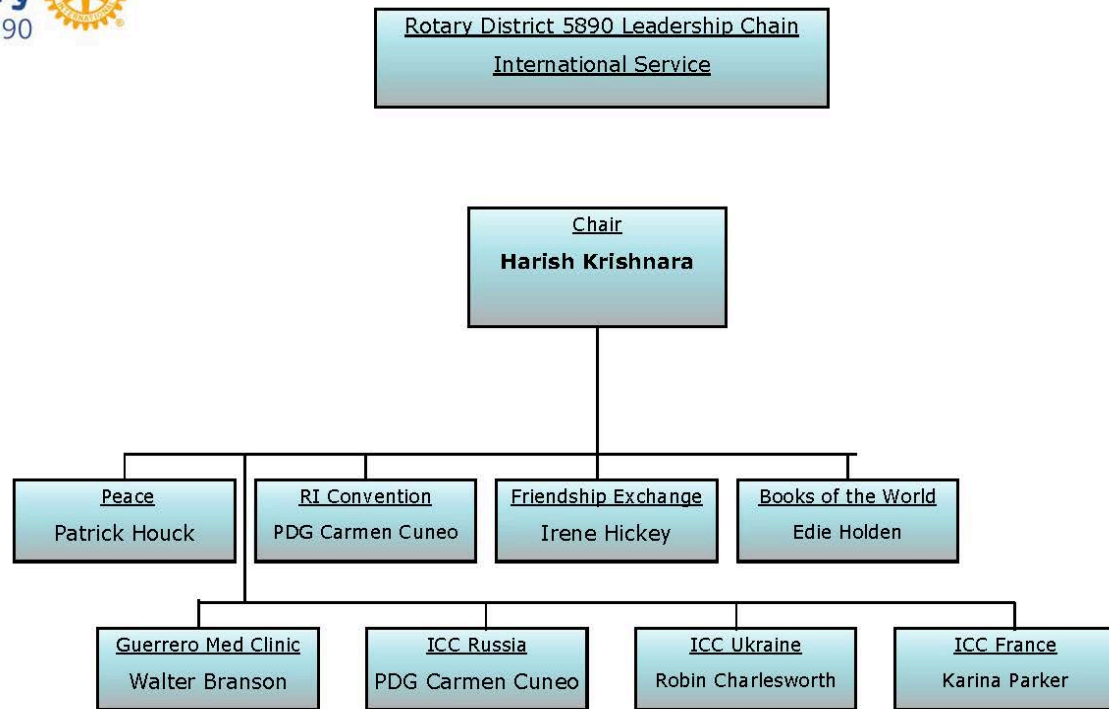 90
INTERNATIONAL
Rotary District 5890 Leadership Chain
International Service
Chair
Harish Krishnara
Peace
Patrick Houck
RI Convention
PDG Carmen Cuneo
Friendship Exchange
Irene Hickey
Books of the World
Edie Holden
Guerrero Med Clinic
Walter Branson
ICC Russia
PDG Carmen Cuneo
ICC Ukraine
Robin Charlesworth
ICC France
Karina Parker